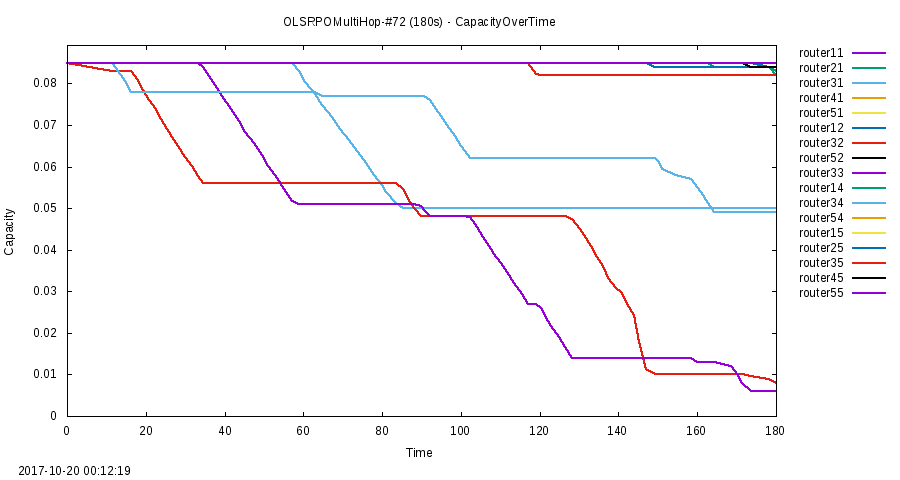 OLSRPOMultiHop-#72 (180s) - CapacityOverTime
Capacity
0.08
0.07
0.06
0.05
0.04
0.03
0.02
0.01
0
0 20 40 60 80 100 120 140 160 180
Time
router11
router21
router31
router41
router51
router12
router32
router52
router33
router14
router34
router54
router15
router25
router35
router45
router55
2017-10-20 00:12:19